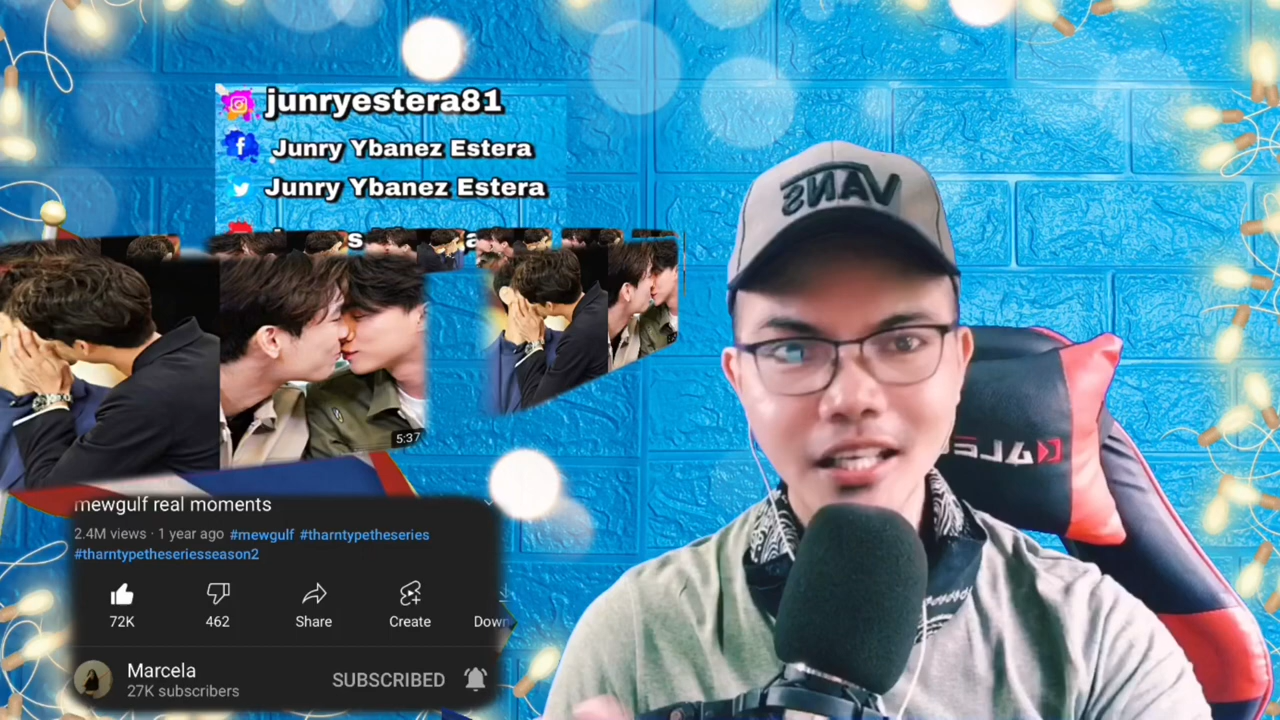 junryestera81
Junry Ybanez Estera
Junry Ybanez Estera
VANS
5:37
mewgulf real moments
2.4M views · 1 year ago #mewgulf #tharntypetheseries
#tharntypetheseriesseason2
72K
462
Share
Create
Down
Marcela
27K subscribers
SUBSCRIBED